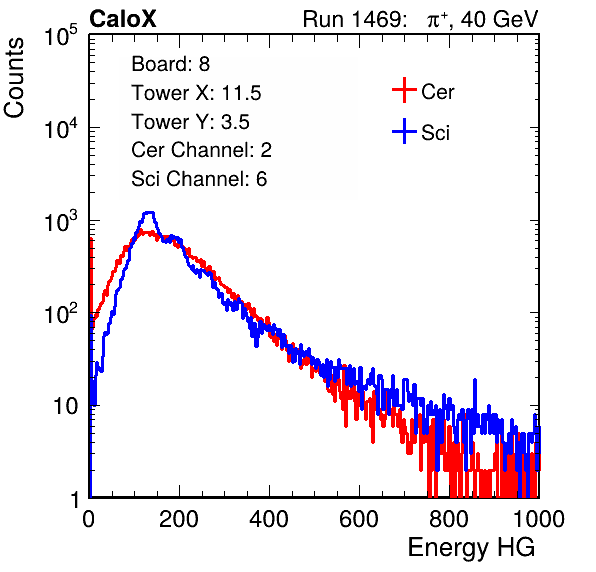 CaloX Run 1469: π⁺, 40 GeV
Counts
Board: 8
Tower X: 11.5
Tower Y: 3.5
Cer Channel: 2
Sci Channel: 6
Cer
Sci
10⁵
10⁴
10³
10²
10
1
0 200 400 600 800 1000
Energy HG